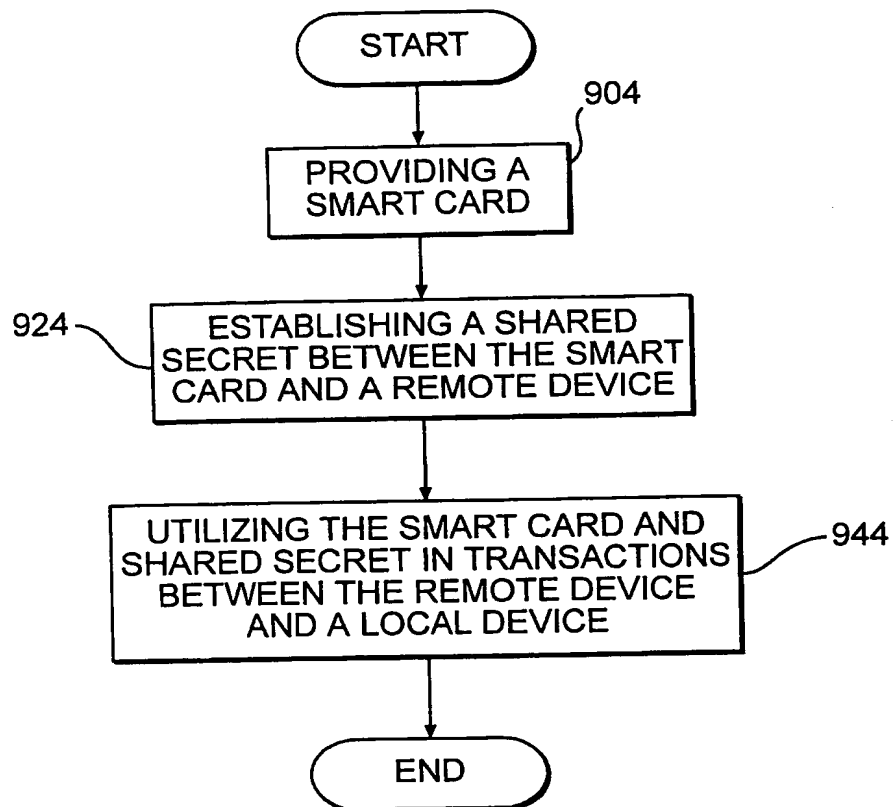 START
904
PROVIDING A
SMART CARD
924
ESTABLISHING A SHARED
SECRET BETWEEN THE SMART
CARD AND A REMOTE DEVICE
UTILIZING THE SMART CARD AND
SHARED SECRET IN TRANSACTIONS
BETWEEN THE REMOTE DEVICE
AND A LOCAL DEVICE
944
END